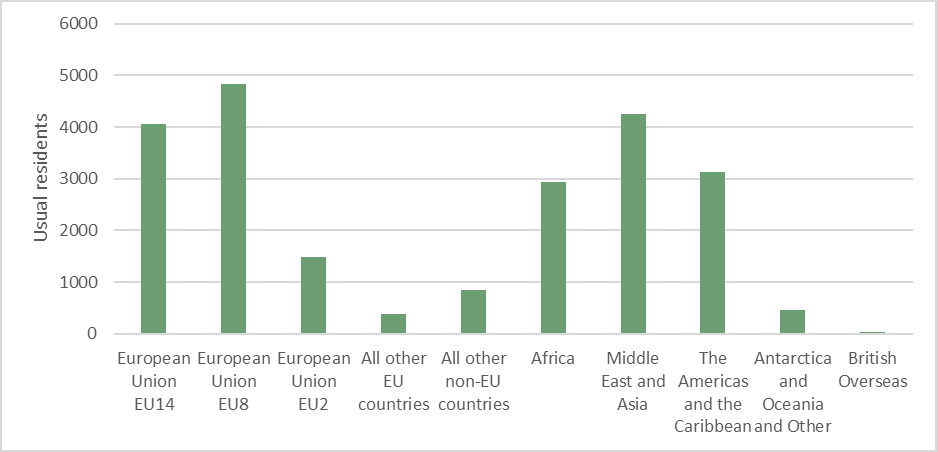 6000
5000
4000
3000
2000
1000
0
Usual residents
European
Union
EU14
European
Union
EU8
European
Union
EU2
All other
EU
countries
All other
non-EU
countries
Africa
Middle
East and
Asia
The
Americas
and the
Caribbean
Antarctica
and
Oceania
and Other
British
Overseas